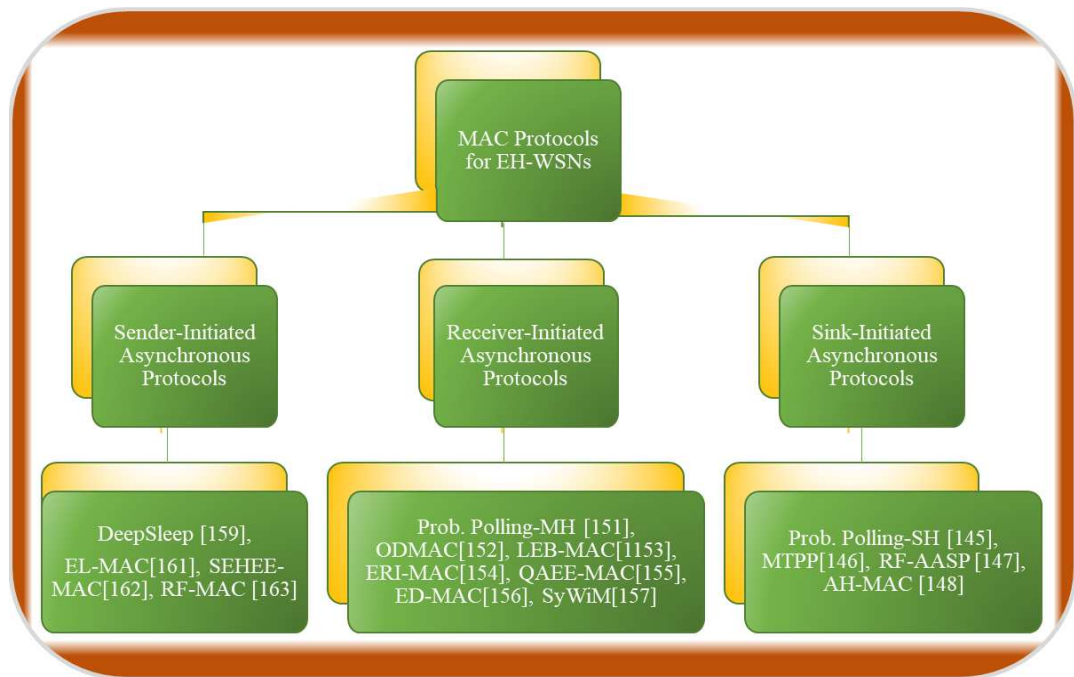 MAC Protocols
for EH-WSNs
Sender-Initiated
Asynchronous
Protocols
Receiver-Initiated
Asynchronous
Protocols
Sink-Initiated
Asynchronous
Protocols
DeepSleep [159],
EL-MAC[161], SEHEE-
MAC[162], RF-MAC [163]
Prob. Polling-MH [151],
ODMAC[152], LEB-MAC[1153],
ERI-MAC[154], QAEE-MAC[155],
ED-MAC[156], SyWiM[157]
Prob. Polling-SH [145],
MTPP[146], RF-AASP[147],
AH-MAC [148]